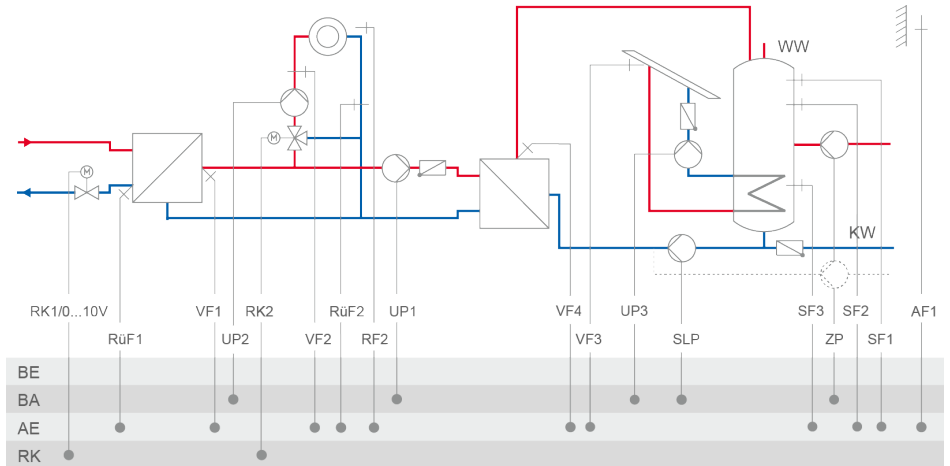 WW
M
M
KW
RK1/0...10V VF1 RK2 RüF2 UP1 VF4 UP3 SF3 SF2 AF1
RüF1 UP2 VF2 RF2 VF3 SLP ZP SF1
BE
BA
AE
RK